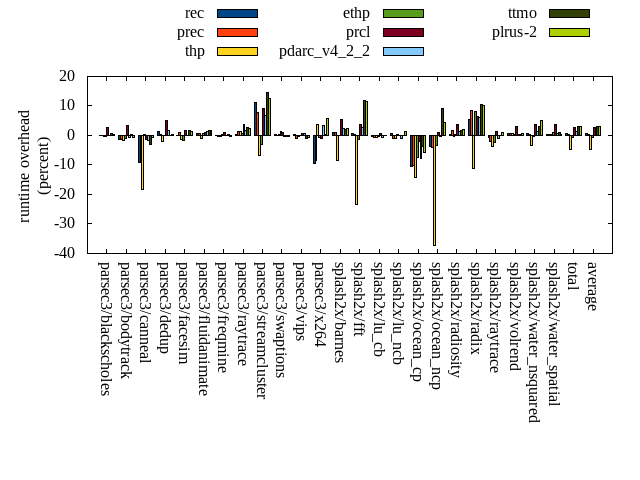 rec ethp ttmo
prec prcl plrus-2
thp pdarc_v4_2_2
runtime overhead
(percent)
20
10
0
-10
-20
-30
-40
parsec3/blackscholes
parsec3/bodytrack
parsec3/canneal
parsec3/dedup
parsec3/facesim
parsec3/fluidanimate
parsec3/freqmine
parsec3/raytrace
parsec3/streamcluster
parsec3/swaptions
parsec3/vips
parsec3/x264
splash2x/barnes
splash2x/fft
splash2x/lu_cb
splash2x/lu_ncb
splash2x/ocean_cp
splash2x/ocean_ncp
splash2x/radiosity
splash2x/radix
splash2x/raytrace
splash2x/volrend
splash2x/water_nsquared
splash2x/water_spatial
total
average